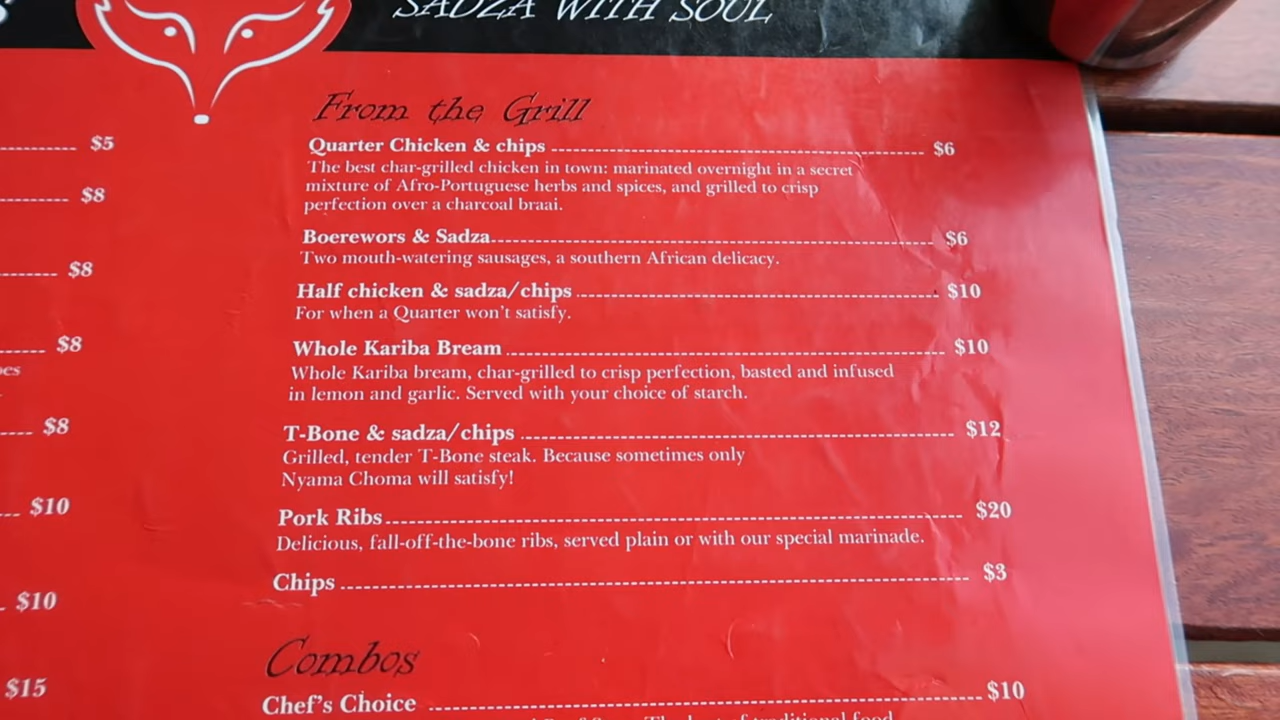 SADZA WITH SOUL
$5
$8
$8
$8
$8
$10
$10
$15
From the Grill
Quarter Chicken & chips $6
The best char-grilled chicken in town: marinated overnight in a secret
mixture of Afro-Portuguese herbs and spices, and grilled to crisp
perfection over a charcoal braai.
Boerewors & Sadza $6
Two mouth-watering sausages, a southern African delicacy.
Half chicken & sadza/chips $10
For when a Quarter won't satisfy.
Whole Kariba Bream $10
Whole Kariba bream, char-grilled to crisp perfection, basted and infused
in lemon and garlic. Served with your choice of starch.
T-Bone & sadza/chips $12
Grilled, tender T-Bone steak. Because sometimes only
Nyama Choma will satisfy!
Pork Ribs $20
Delicious, fall-off-the-bone ribs, served plain or with our special marinade.
Chips $3
Combos
Chef's Choice $10